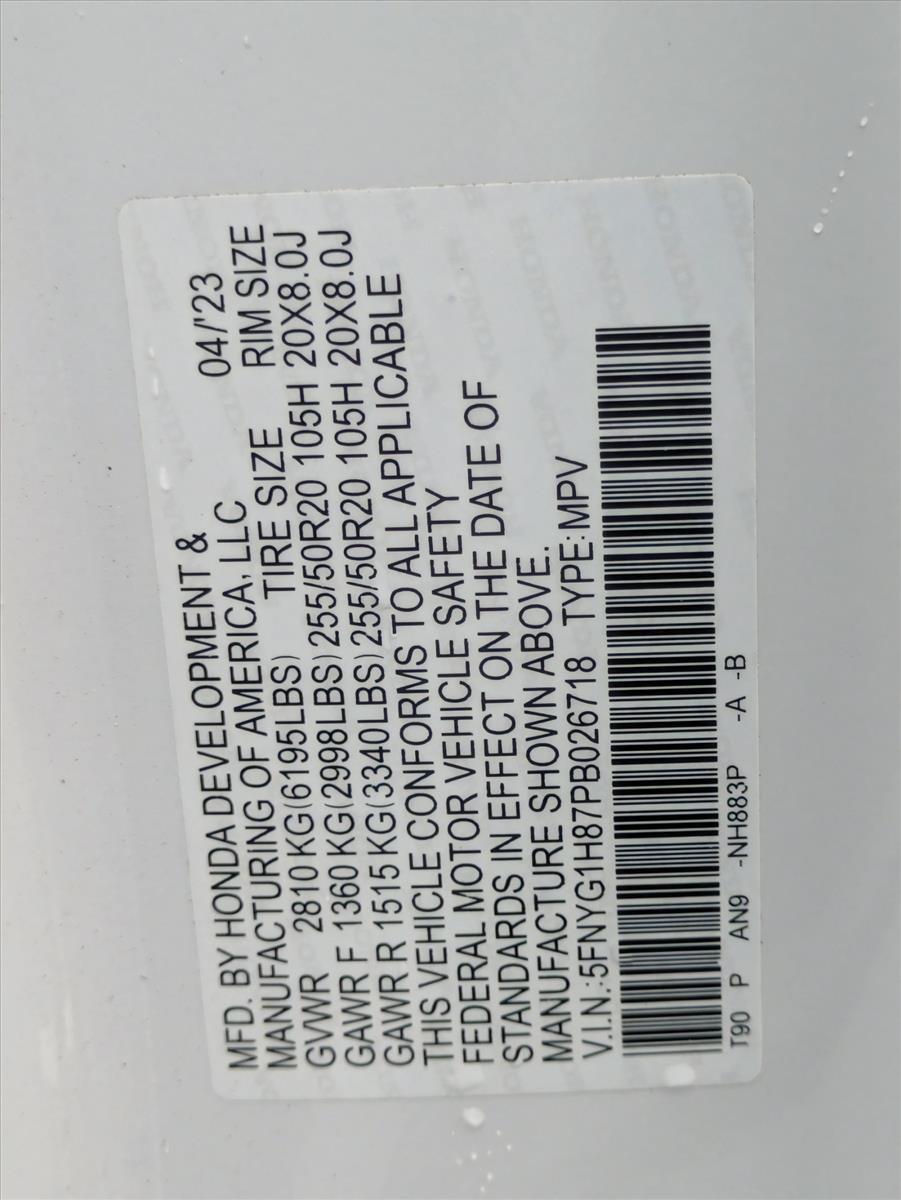 MFD. BY HONDA DEVELOPMENT & 04/'23
MANUFACTURING OF AMERICA, LLC RIM SIZE
GVWR 2810 KG(6195LBS) TIRE SIZE
GAWR F 1360 KG(2998LBS) 255/50R20 105H 20X8.0J
GAWR R 1515 KG(3340LBS) 255/50R20 105H 20X8.0J
THIS VEHICLE CONFORMS TO ALL APPLICABLE
FEDERAL MOTOR VEHICLE SAFETY
STANDARDS IN EFFECT ON THE DATE OF
MANUFACTURE SHOWN ABOVE.
V.I.N.:5FNYG1H87PB026718 TYPE:MPV
T90 P AN9 -NH883P -A -B